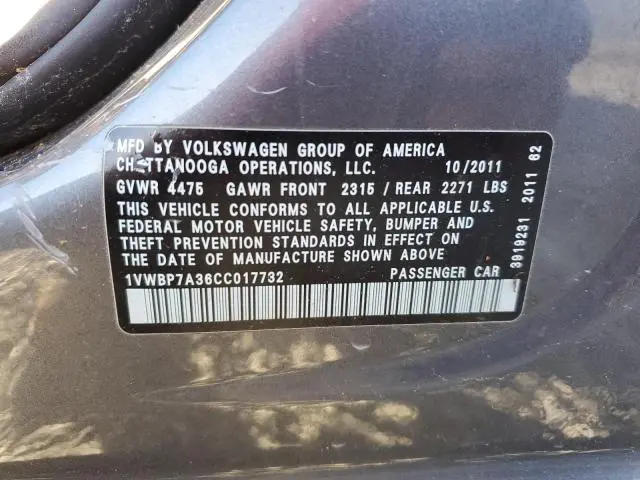 MFD BY VOLKSWAGEN GROUP OF AMERICA
CHATTANOOGA OPERATIONS, LLC. 10/2011
GVWR 4475 GAWR FRONT 2315 / REAR 2271 LBS
THIS VEHICLE CONFORMS TO ALL APPLICABLE U.S.
FEDERAL MOTOR VEHICLE SAFETY, BUMPER AND
THEFT PREVENTION STANDARDS IN EFFECT ON
THE DATE OF MANUFACTURE SHOWN ABOVE
1VWBP7A36CC017732 PASSENGER CAR
3919231 2011 62